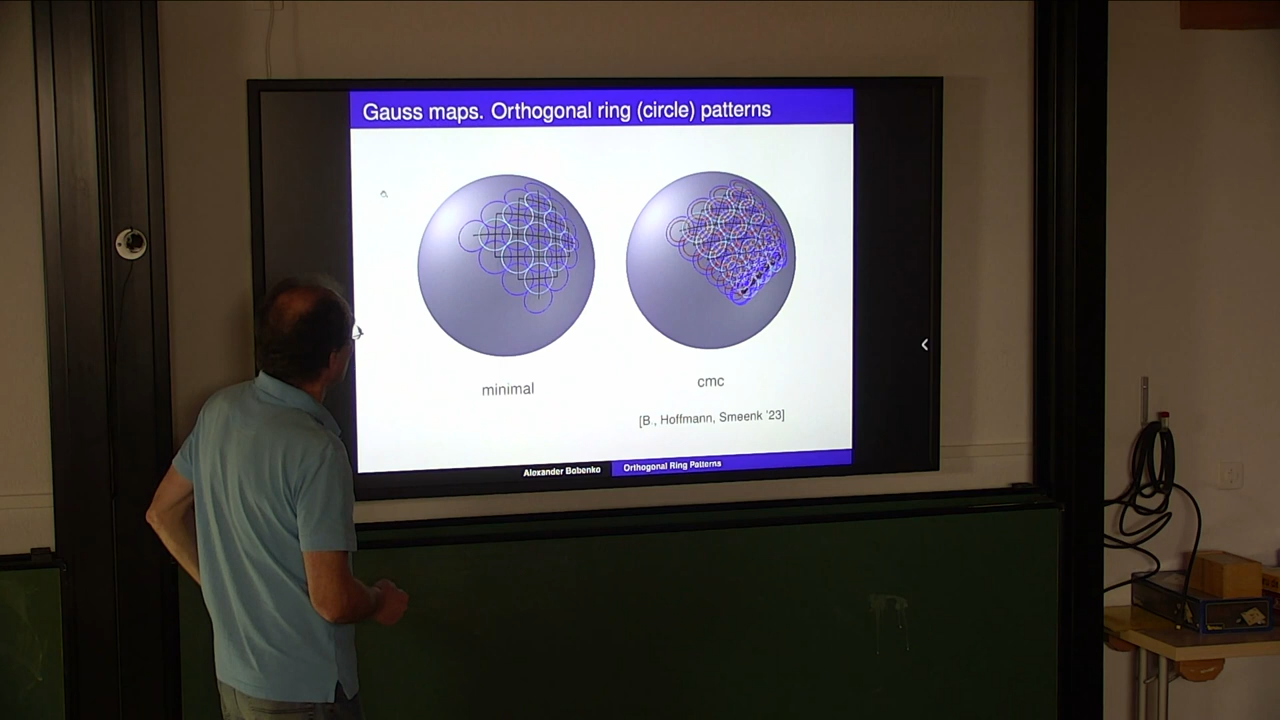 Gauss maps. Orthogonal ring (circle) patterns
minimal
cmc
[B., Hoffmann, Smeenk '23]
Alexander Bobenko
Orthogonal Ring Patterns